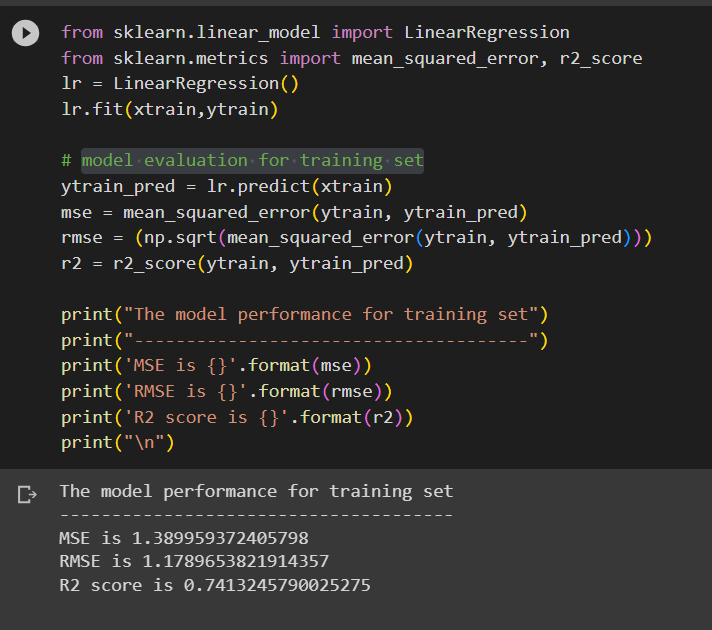 from sklearn.linear_model import LinearRegression
from sklearn.metrics import mean_squared_error, r2_score
lr = LinearRegression()
lr.fit(xtrain,ytrain)
# model evaluation for training set
ytrain_pred = lr.predict(xtrain)
mse = mean_squared_error(ytrain, ytrain_pred)
rmse = (np.sqrt(mean_squared_error(ytrain, ytrain_pred)))
r2 = r2_score(ytrain, ytrain_pred)
print("The model performance for training set")
print("--------------------------------------")
print('MSE is {}'.format(mse))
print('RMSE is {}'.format(rmse))
print('R2 score is {}'.format(r2))
print("\n")
The model performance for training set
--------------------------------------
MSE is 1.389959372405798
RMSE is 1.1789653821914357
R2 score is 0.7413245790025275